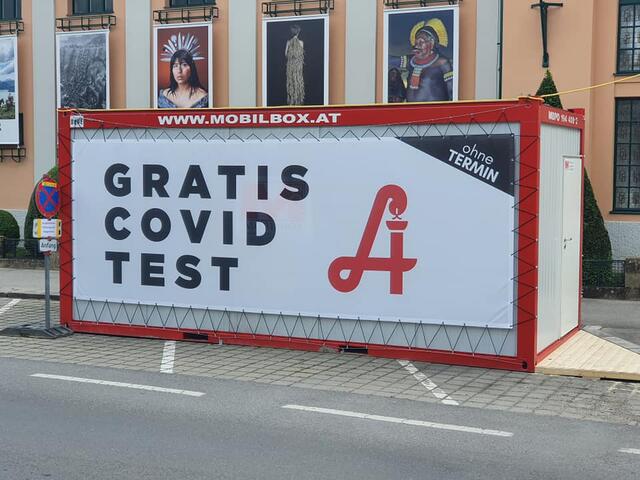 WWW.MOBILBOX.AT
ohne
TERMIN
GRATIS
COVID
TEST
Anfang